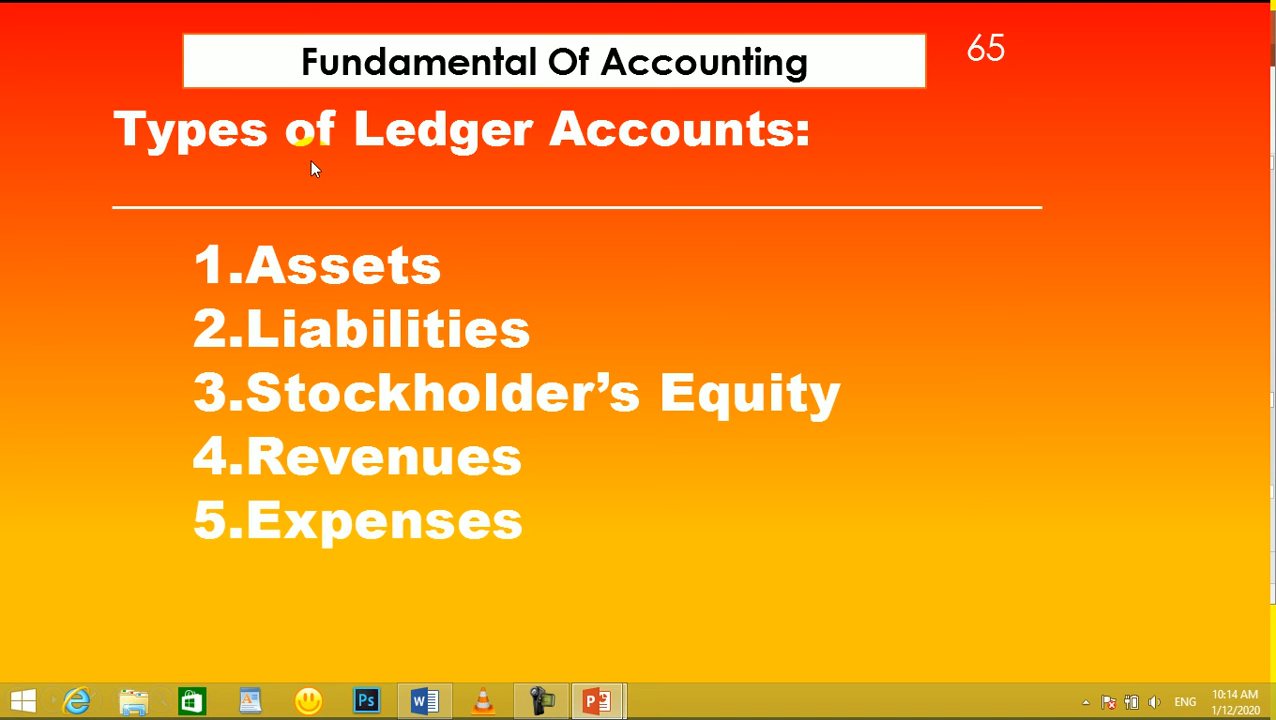 Fundamental Of Accounting
65
Types of Ledger Accounts:
1.Assets
2.Liabilities
3.Stockholder’s Equity
4.Revenues
5.Expenses
Ps
ENG
10:14 AM
1/12/2020